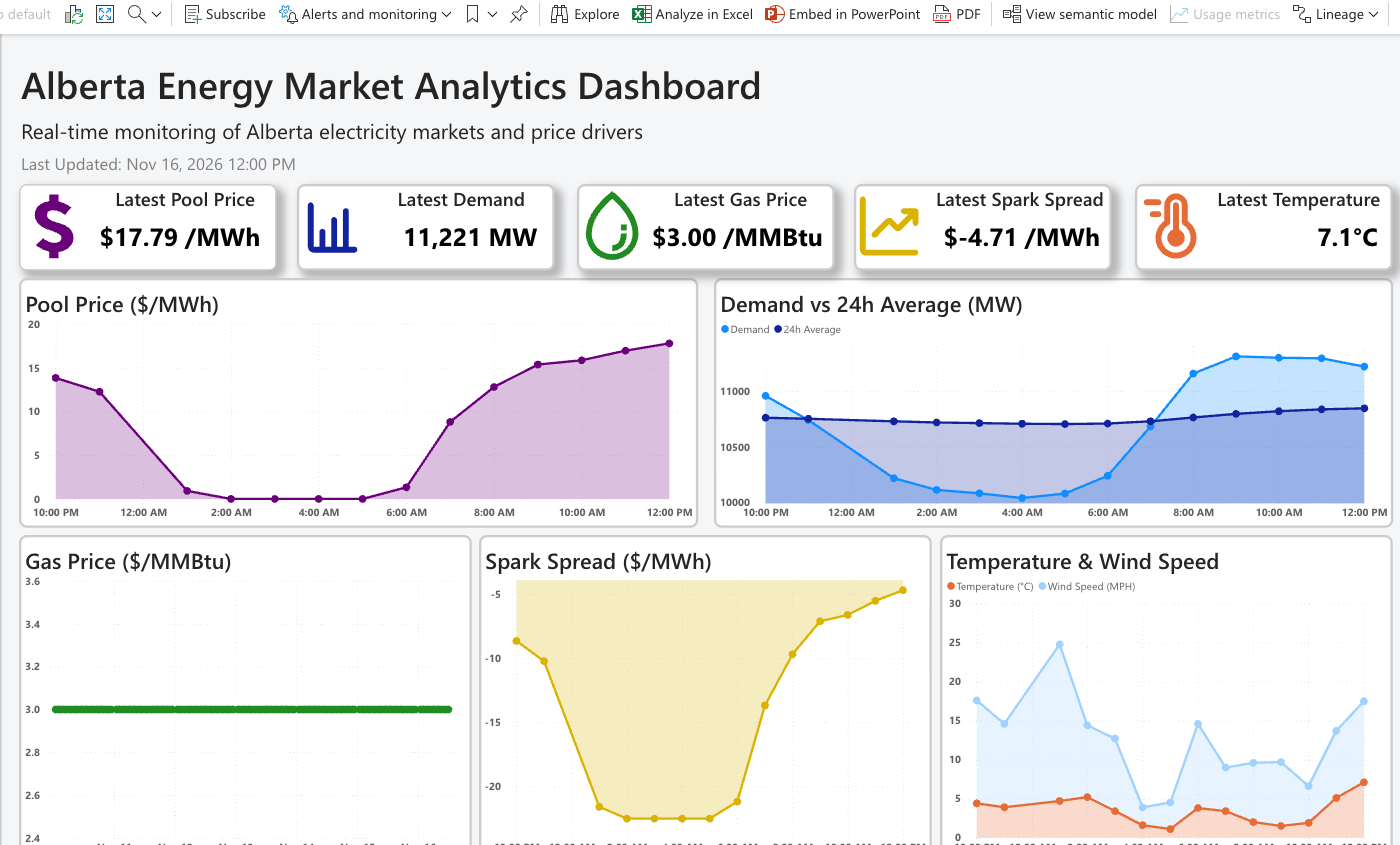 default Subscribe Alerts and monitoring Explore Analyze in Excel Embed in PowerPoint PDF View semantic model Usage metrics Lineage
Alberta Energy Market Analytics Dashboard
Real-time monitoring of Alberta electricity markets and price drivers
Last Updated: Nov 16, 2026 12:00 PM
Latest Pool Price
$17.79 /MWh
Latest Demand
11,221 MW
Latest Gas Price
$3.00 /MMBtu
Latest Spark Spread
$-4.71 /MWh
Latest Temperature
7.1°C
Pool Price ($/MWh)
20
15
10
5
0
10:00 PM 12:00 AM 2:00 AM 4:00 AM 6:00 AM 8:00 AM 10:00 AM 12:00 PM
Demand vs 24h Average (MW)
Demand 24h Average
11000
10500
10000
10:00 PM 12:00 AM 2:00 AM 4:00 AM 6:00 AM 8:00 AM 10:00 AM 12:00 PM
Gas Price ($/MMBtu)
3.6
3.4
3.2
3.0
2.8
2.6
2.4
Spark Spread ($/MWh)
-5
-10
-15
-20
Temperature & Wind Speed
Temperature (°C) Wind Speed (MPH)
30
25
20
15
10
5
0